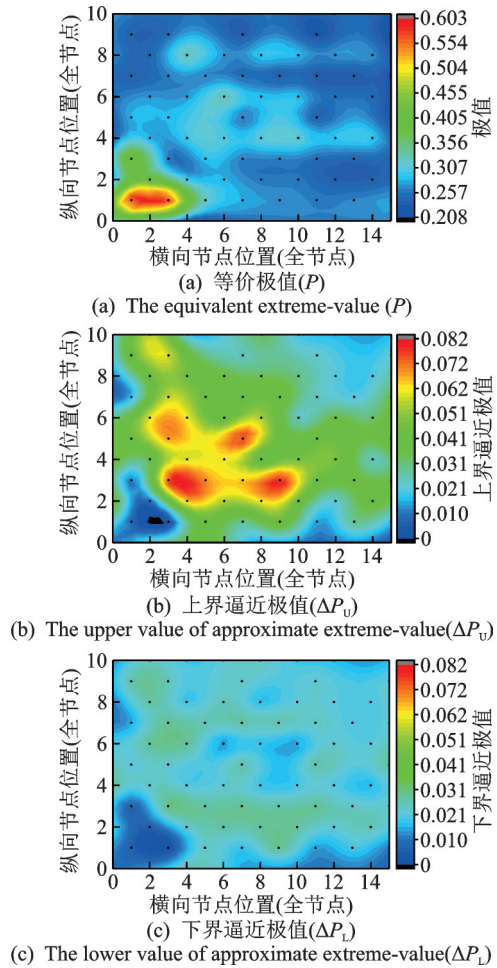 10
8
6
4
2
0
纵向节点位置(全节点)
0 2 4 6 8 10 12 14
横向节点位置(全节点)
0.603
0.554
0.504
0.455
0.405
0.356
0.307
0.257
0.208
极值
(a) 等价极值(P)
(a) The equivalent extreme-value (P)
10
8
6
4
2
0
纵向节点位置(全节点)
0 2 4 6 8 10 12 14
横向节点位置(全节点)
0.082
0.072
0.061
0.051
0.041
0.031
0.021
0.010
0
上界逼近极值
(b) 上界逼近极值(ΔPU)
(b) The upper value of approximate extreme-value(ΔPU)
10
8
6
4
2
0
纵向节点位置(全节点)
0 2 4 6 8 10 12 14
横向节点位置(全节点)
0.082
0.072
0.061
0.051
0.041
0.031
0.021
0.010
0
下界逼近极值
(c) 下界逼近极值(ΔPL)
(c) The lower value of approximate extreme-value(ΔPL)